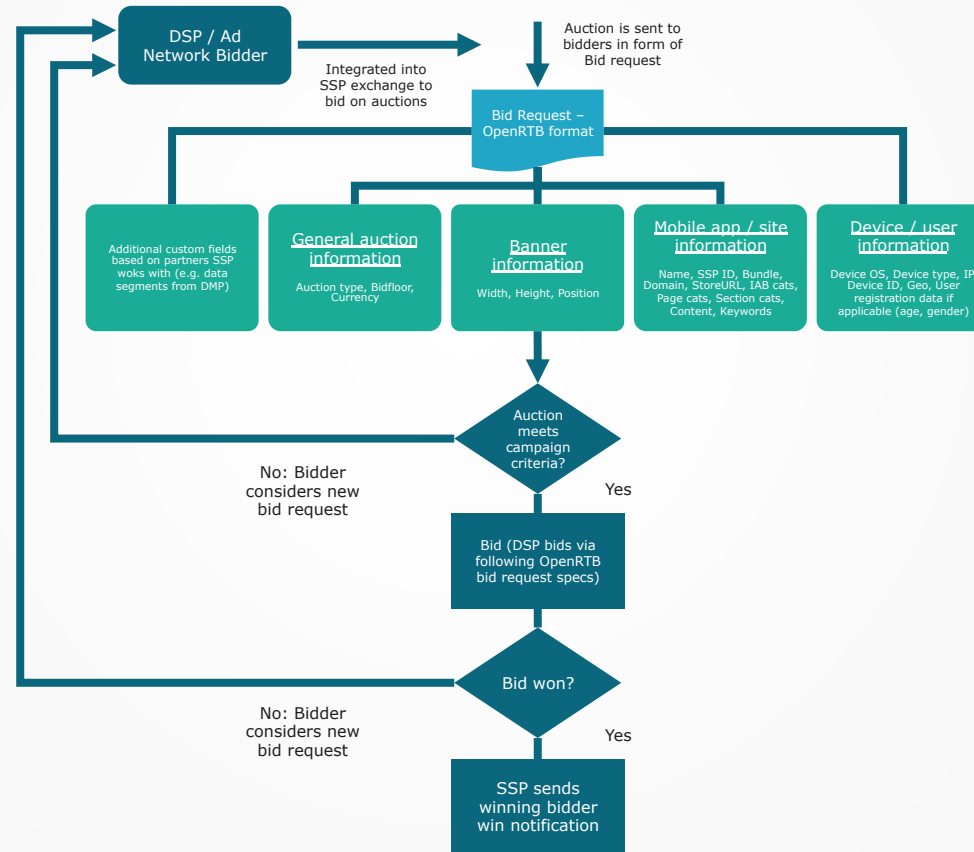 DSP / Ad
Network Bidder
Integrated into
SSP exchange to
bid on auctions
Auction is sent to
bidders in form of
Bid request
Bid Request –
OpenRTB format
Additional custom fields
based on partners SSP
woks with (e.g. data
segments from DMP)
General auction
information
Auction type, Bidfloor,
Currency
Banner
information
Width, Height, Position
Mobile app / site
information
Name, SSP ID, Bundle,
Domain, StoreURL, IAB cats,
Page cats, Section cats,
Content, Keywords
Device / user
information
Device OS, Device type, IP
Device ID, Geo, User
registration data if
applicable (age, gender)
Auction
meets
campaign
criteria?
No: Bidder
considers new
bid request
Yes
Bid (DSP bids via
following OpenRTB
bid request specs)
Bid won?
No: Bidder
considers new
bid request
Yes
SSP sends
winning bidder
win notification